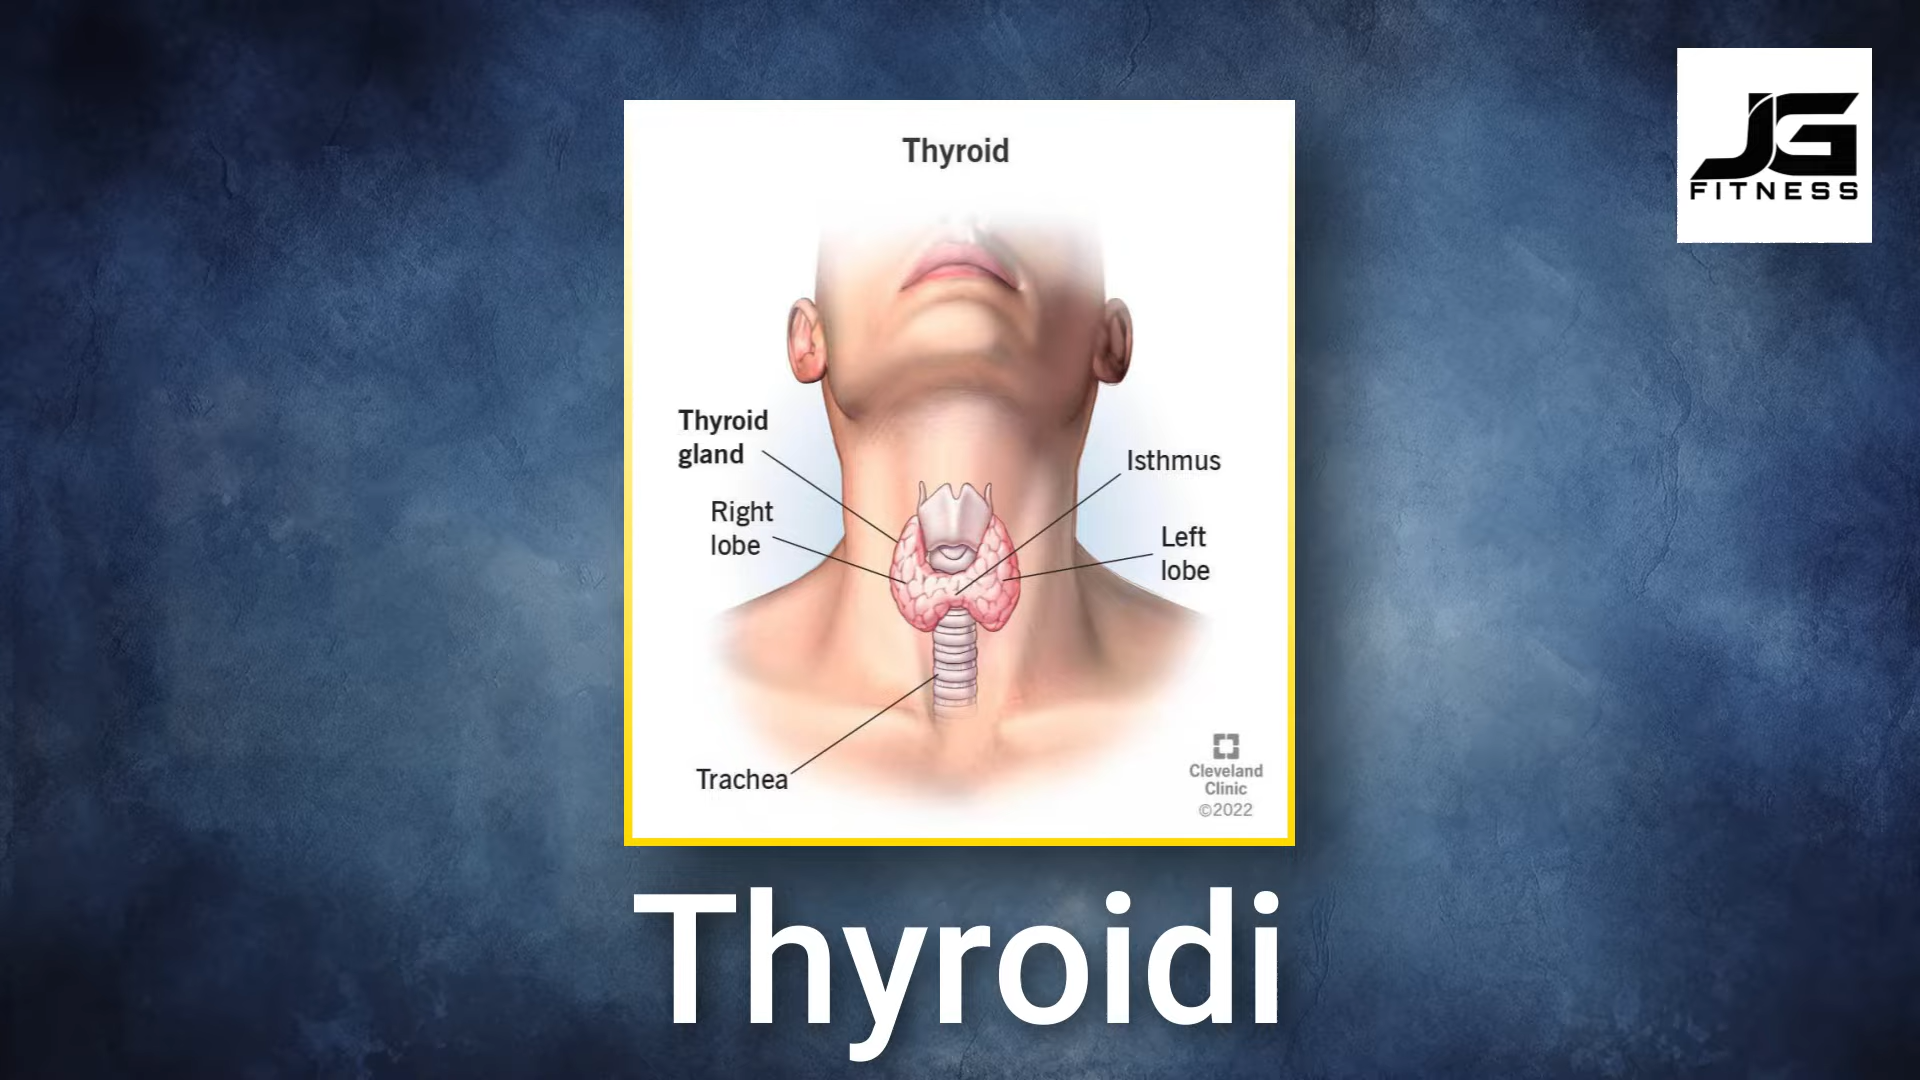 Thyroid
Thyroid
gland
Right
lobe
Isthmus
Left
lobe
Trachea
Cleveland
Clinic
©2022
JG
FITNESS
Thyroidi